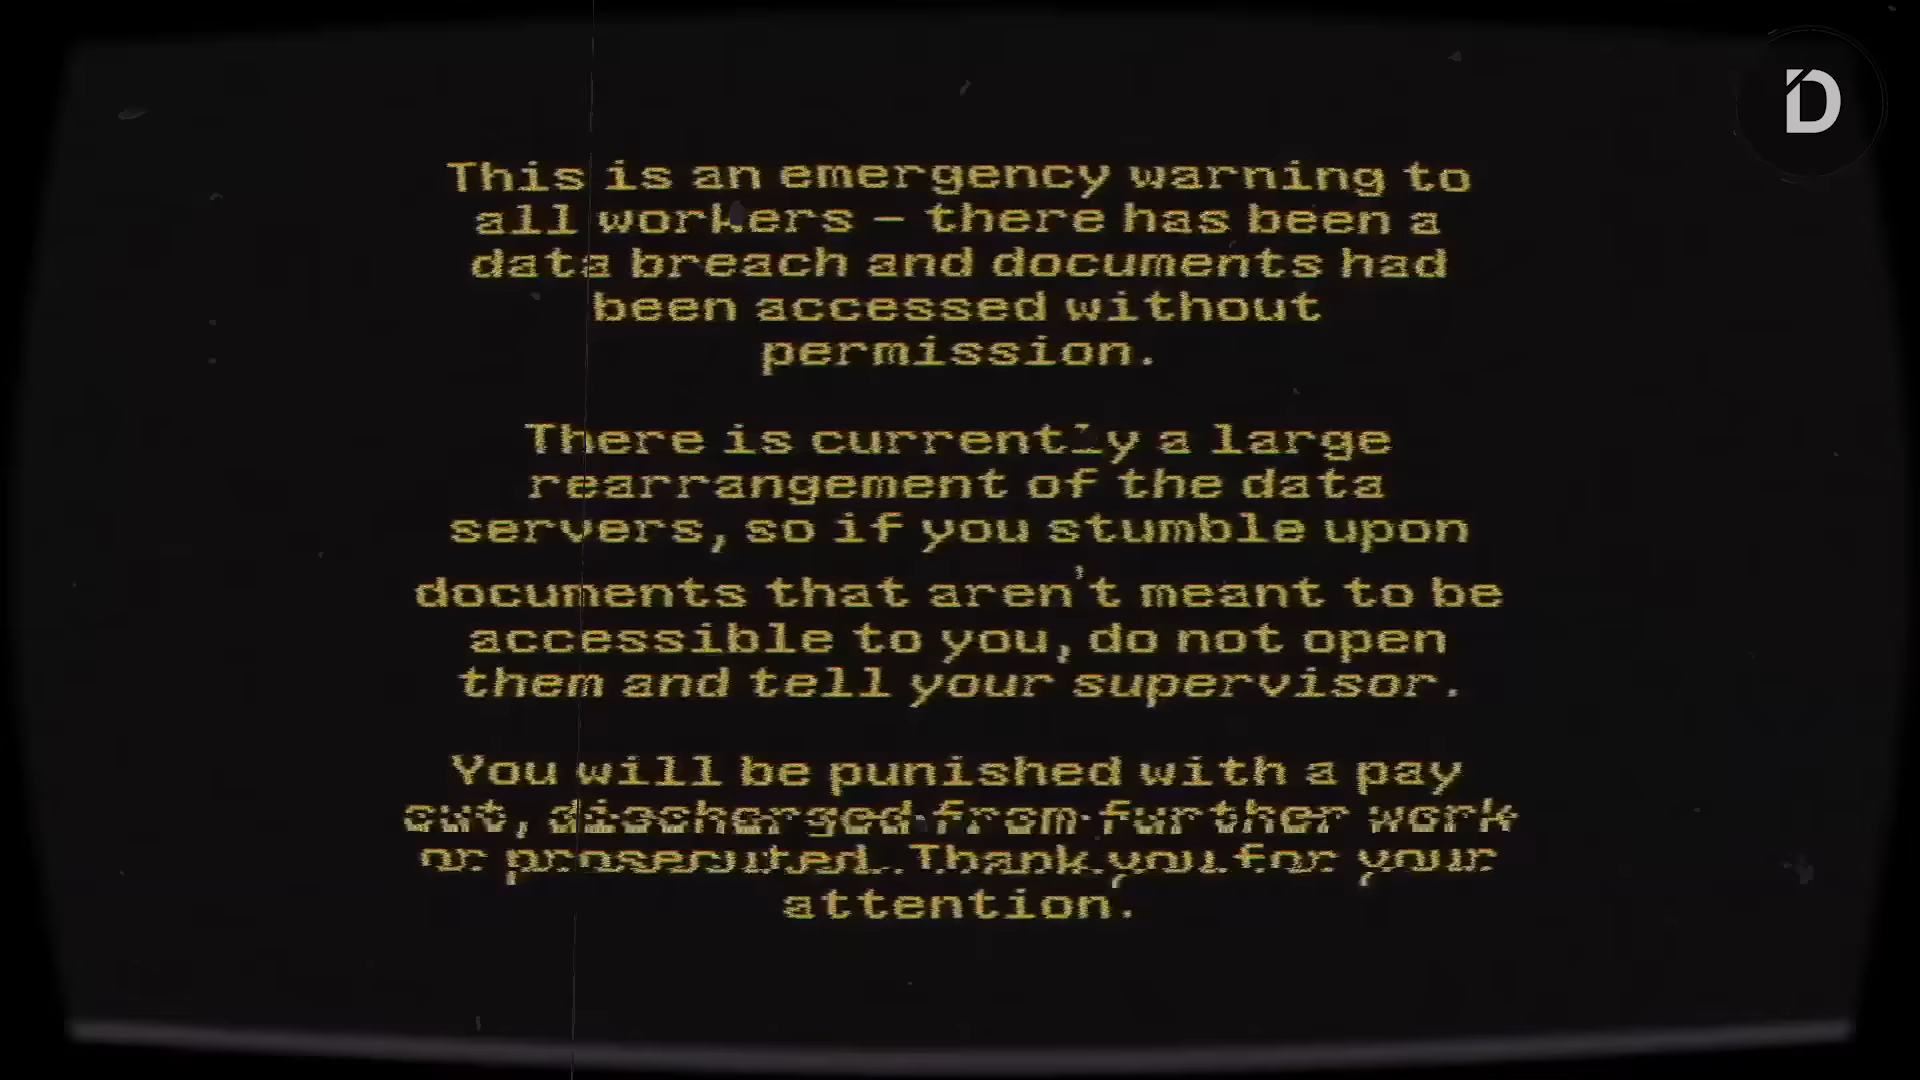 D
This is an emergency warning to
all workers – there has been a
data breach and documents had
been accessed without
permission.
There is currently a large
rearrangement of the data
servers, so if you stumble upon
documents that aren't meant to be
accessible to you, do not open
them and tell your supervisor.
You will be punished with a pay
cut, discharged from further work
or prosecuted. Thank you for your
attention.